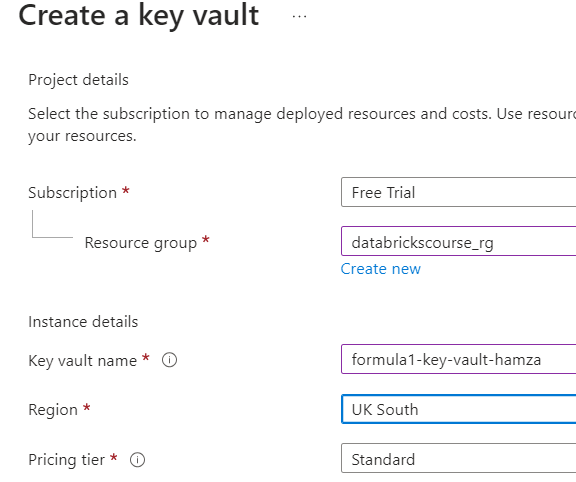 Create a key vault ...
Project details
Select the subscription to manage deployed resources and costs. Use
your resources.
Subscription *
Free Trial
Resource group *
databrickscourse_rg
Create new
Instance details
Key vault name *
formula1-key-vault-hamza
Region *
UK South
Pricing tier *
Standard